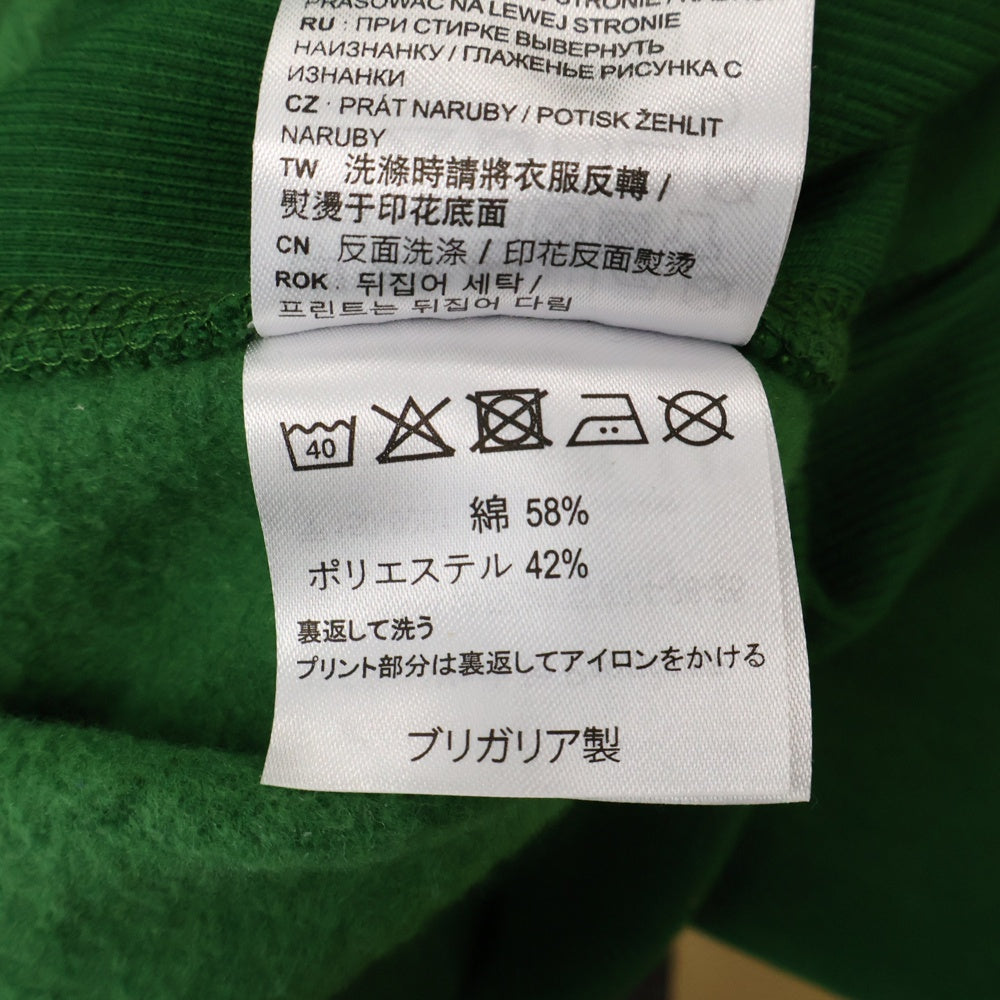 STRONIE /
PRASOWAĆ NA LEWEJ STRONIE
RU : ПРИ СТИРКЕ ВЫВЕРНУТЬ
НАИЗНАНКУ / ГЛАЖЕНЬЕ РИСУНКА С
ИЗНАНКИ
CZ : PRÁT NARUBY / POTISK ŽEHLIT
NARUBY
TW 洗滌時請將衣服反轉 /
熨燙于印花底面
CN 反面洗涤 / 印花反面熨烫
ROK : 뒤집어 세탁 /
프린트는 뒤집어 다림
40
綿 58%
ポリエステル 42%
裏返して洗う
プリント部分は裏返してアイロンをかける
ブリガリア製